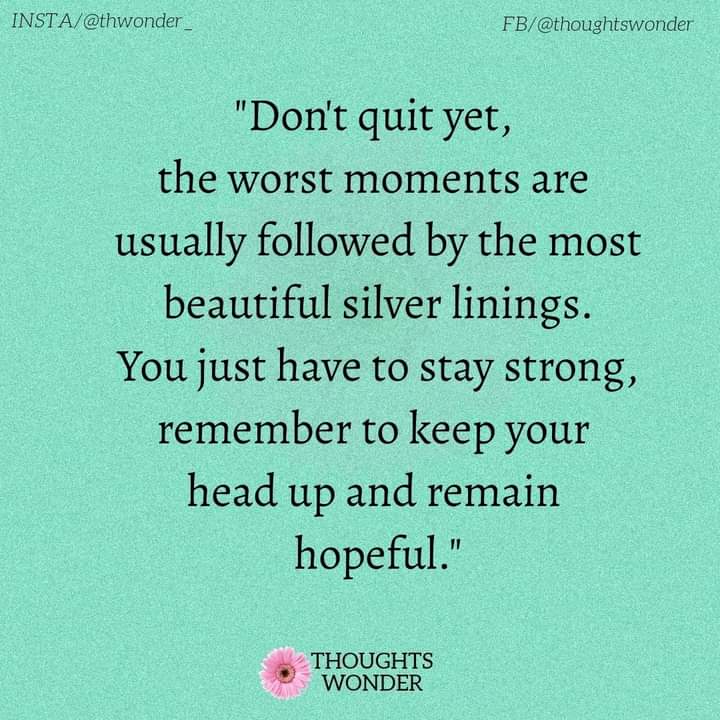 INSTA/@thwonder_
FB/@thoughtswonder
"Don't quit yet,
the worst moments are
usually followed by the most
beautiful silver linings.
You just have to stay strong,
remember to keep your
head up and remain
hopeful."
THOUGHTS
WONDER